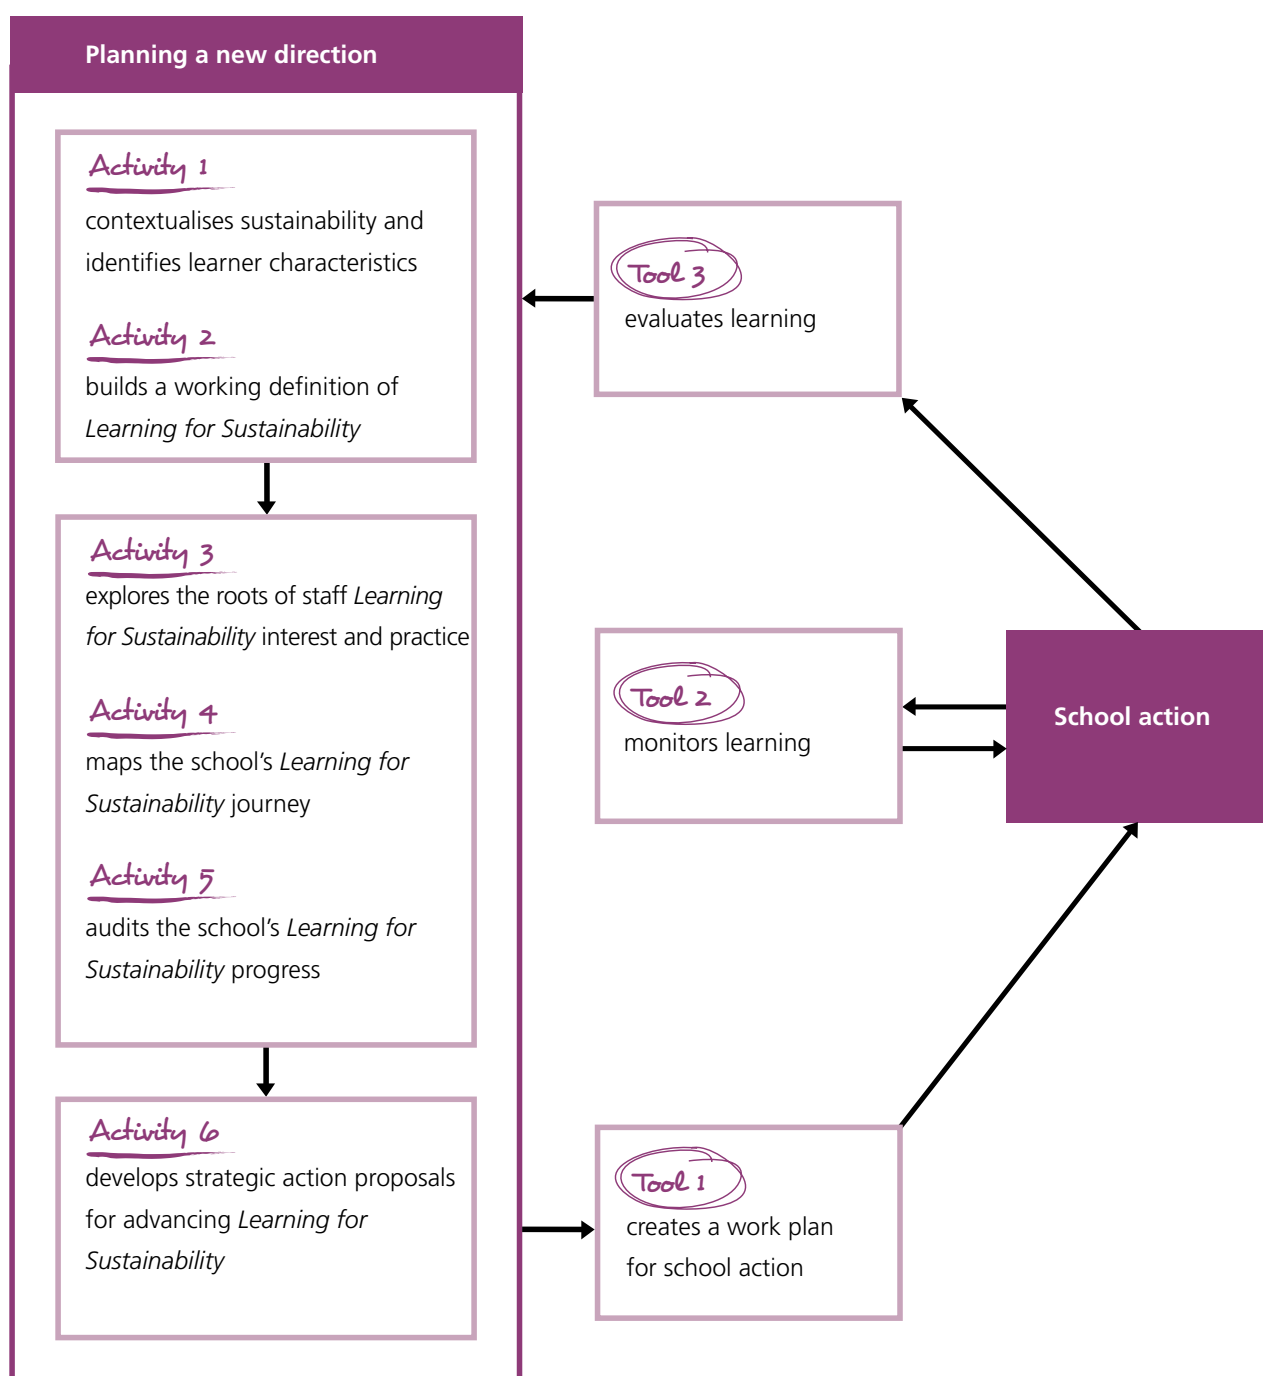 Planning a new direction
Activity 1
contextualises sustainability and
identifies learner characteristics
Activity 2
builds a working definition of
Learning for Sustainability
Activity 3
explores the roots of staff Learning
for Sustainability interest and practice
Activity 4
maps the school’s Learning for
Sustainability journey
Activity 5
audits the school’s Learning for
Sustainability progress
Activity 6
develops strategic action proposals
for advancing Learning for
Sustainability
Tool 3
evaluates learning
Tool 2
monitors learning
School action
Tool 1
creates a work plan
for school action